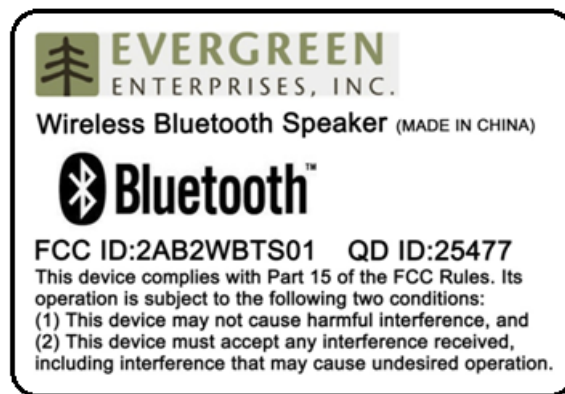 EVERGREEN
ENTERPRISES, INC.
Wireless Bluetooth Speaker (MADE IN CHINA)
Bluetooth™
FCC ID:2AB2WBTS01 QD ID:25477
This device complies with Part 15 of the FCC Rules. Its
operation is subject to the following two conditions:
(1) This device may not cause harmful interference, and
(2) This device must accept any interference received,
including interference that may cause undesired operation.